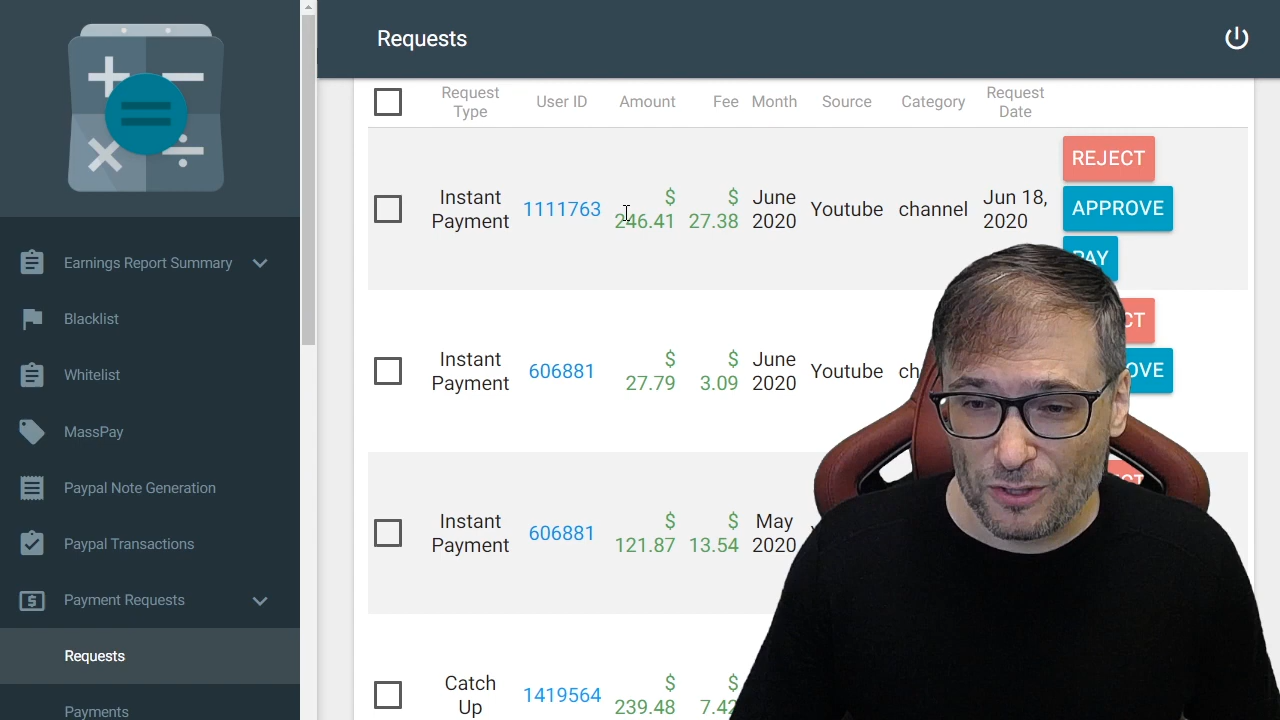 Requests
Request Type User ID Amount Fee Month Source Category Request Date
Instant Payment 1111763 $ 246.41 $ 27.38 June 2020 Youtube channel Jun 18, 2020 REJECT APPROVE PAY
Instant Payment 606881 $ 27.79 $ 3.09 June 2020 Youtube
Instant Payment 606881 $ 121.87 $ 13.54 May 2020
Catch Up 1419564 $ 239.48 $ 7.42
Earnings Report Summary
Blacklist
Whitelist
MassPay
Paypal Note Generation
Paypal Transactions
Payment Requests
Requests
Payments